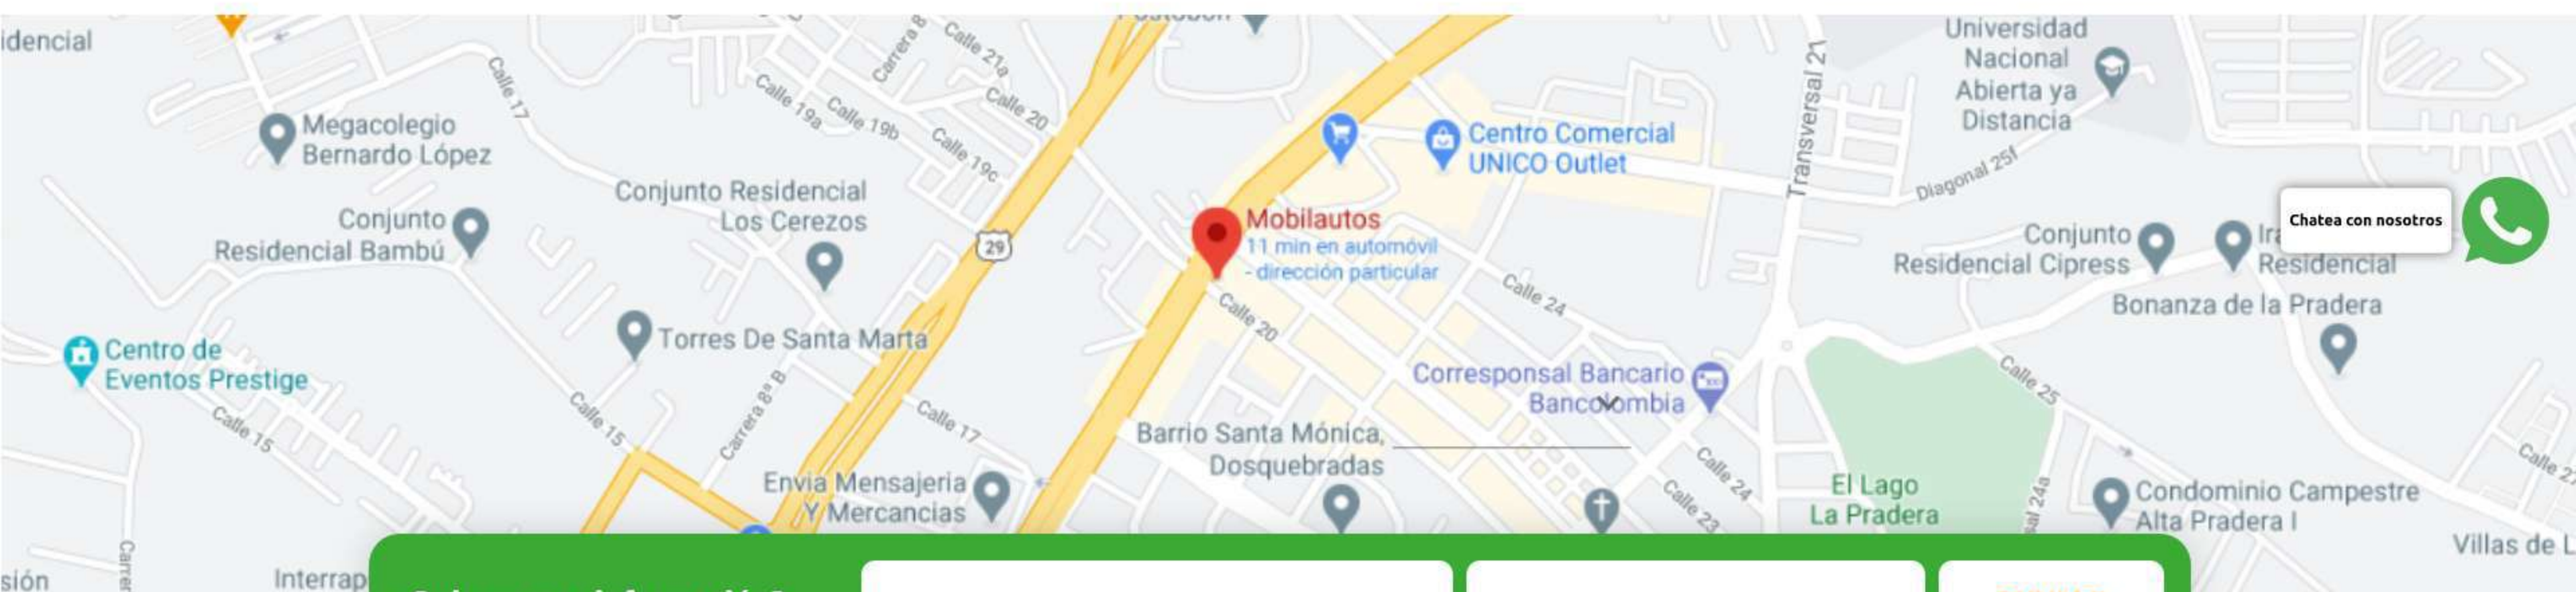 idencial
Megacolegio
Bernardo López
Calle 17
Carrera 8
Calle 21a
Calle 20
Calle 19a
Calle 19b
Calle 19c
Conjunto Residencial
Los Cerezos
Conjunto
Residencial Bambú
29
Torres De Santa Marta
Centro de
Eventos Prestige
Calle 15
Calle 15
Carrera 8ª B
Calle 17
Envia Mensajeria
Y Mercancias
Centro Comercial
UNICO Outlet
Mobilautos
11 min en automóvil
- dirección particular
Calle 20
Calle 24
Corresponsal Bancario
Bancolombia
Barrio Santa Mónica,
Dosquebradas
Calle 24
Calle 23
Transversal 21
Universidad
Nacional
Abierta ya
Distancia
Diagonal 25f
Conjunto
Residencial Cipress
Chatea con nosotros
Residencial
Bonanza de la Pradera
Calle 25
El Lago
La Pradera
sal 24a
Condominio Campestre
Alta Pradera I
Calle 27
Villas de L
Carrer
sión
Interrap